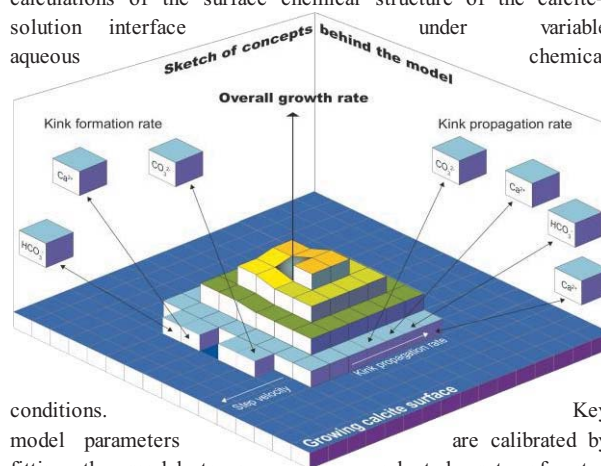 calculations of the surface chemical structure of the calcite-
solution interface under variable
aqueous chemical
Sketch of concepts behind the model
Overall growth rate
Kink formation rate
Kink propagation rate
Ca²⁺
CO₃²⁻
HCO₃⁻
CO₃²⁻
Ca²⁺
HCO₃⁻
Ca²⁺
Step velocity
Kink propagation rate
Growing calcite surface
conditions. Key
model parameters are calibrated by